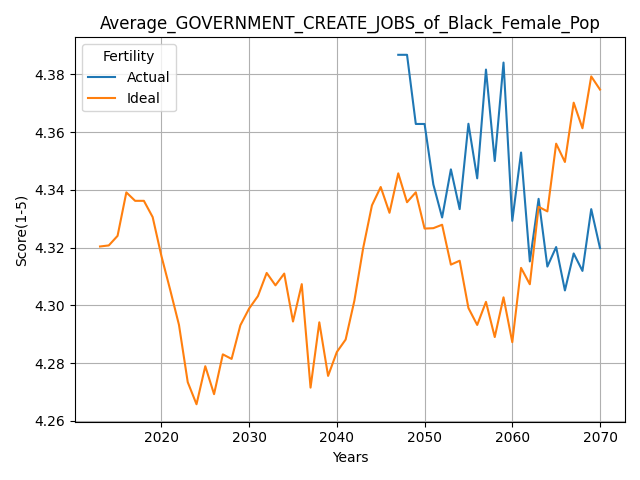 Average_GOVERNMENT_CREATE_JOBS_of_Black_Female_Pop
Fertility
Actual
Ideal
Score(1-5)
4.38
4.36
4.34
4.32
4.30
4.28
4.26
2020 2030 2040 2050 2060 2070
Years